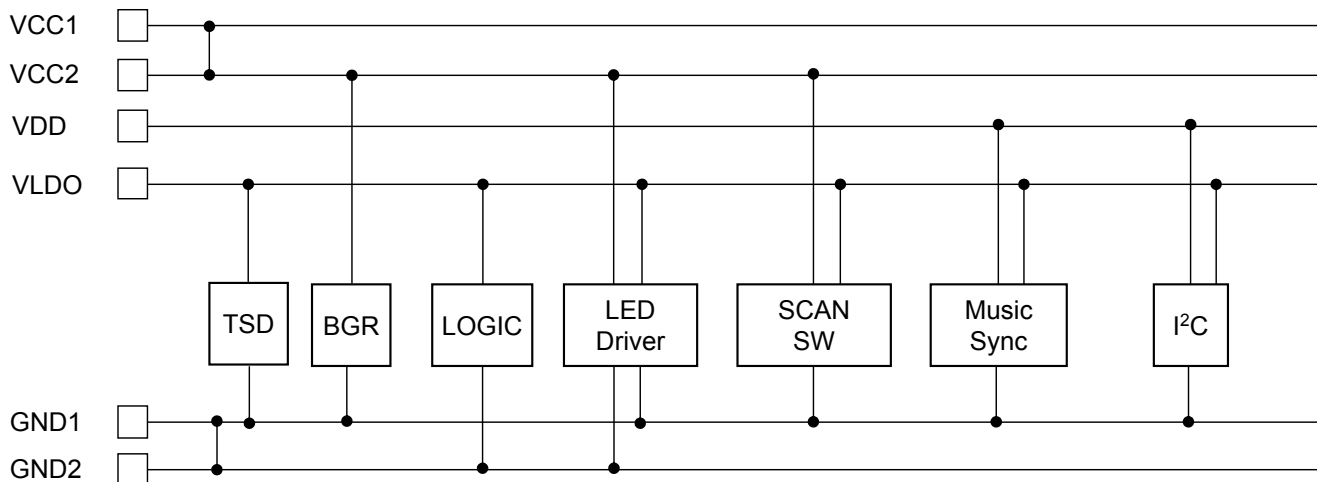 VCC1
VCC2
VDD
VLDO
TSD
BGR
LOGIC
LED
Driver
SCAN
SW
Music
Sync
I²C
GND1
GND2